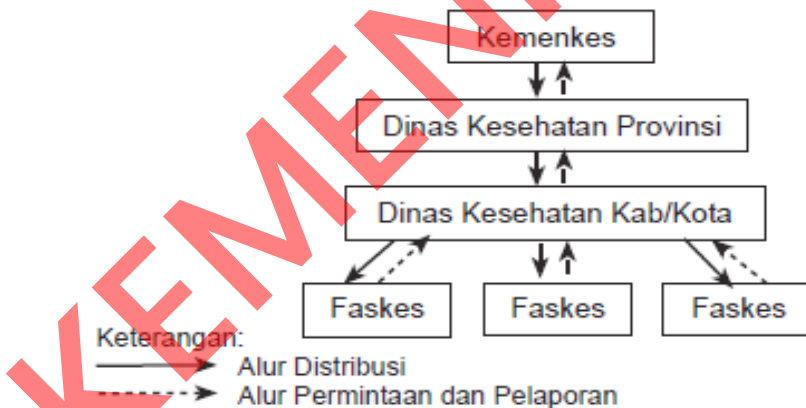 Kemenkes
Dinas Kesehatan Provinsi
Dinas Kesehatan Kab/Kota
Faskes Faskes Faskes
Keterangan:
Alur Distribusi
Alur Permintaan dan Pelaporan
KEMEN